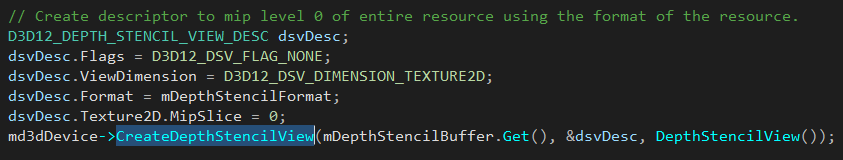 // Create descriptor to mip level 0 of entire resource using the format of the resource.
D3D12_DEPTH_STENCIL_VIEW_DESC dsvDesc;
dsvDesc.Flags = D3D12_DSV_FLAG_NONE;
dsvDesc.ViewDimension = D3D12_DSV_DIMENSION_TEXTURE2D;
dsvDesc.Format = mDepthStencilFormat;
dsvDesc.Texture2D.MipSlice = 0;
md3dDevice->CreateDepthStencilView(mDepthStencilBuffer.Get(), &dsvDesc, DepthStencilView());